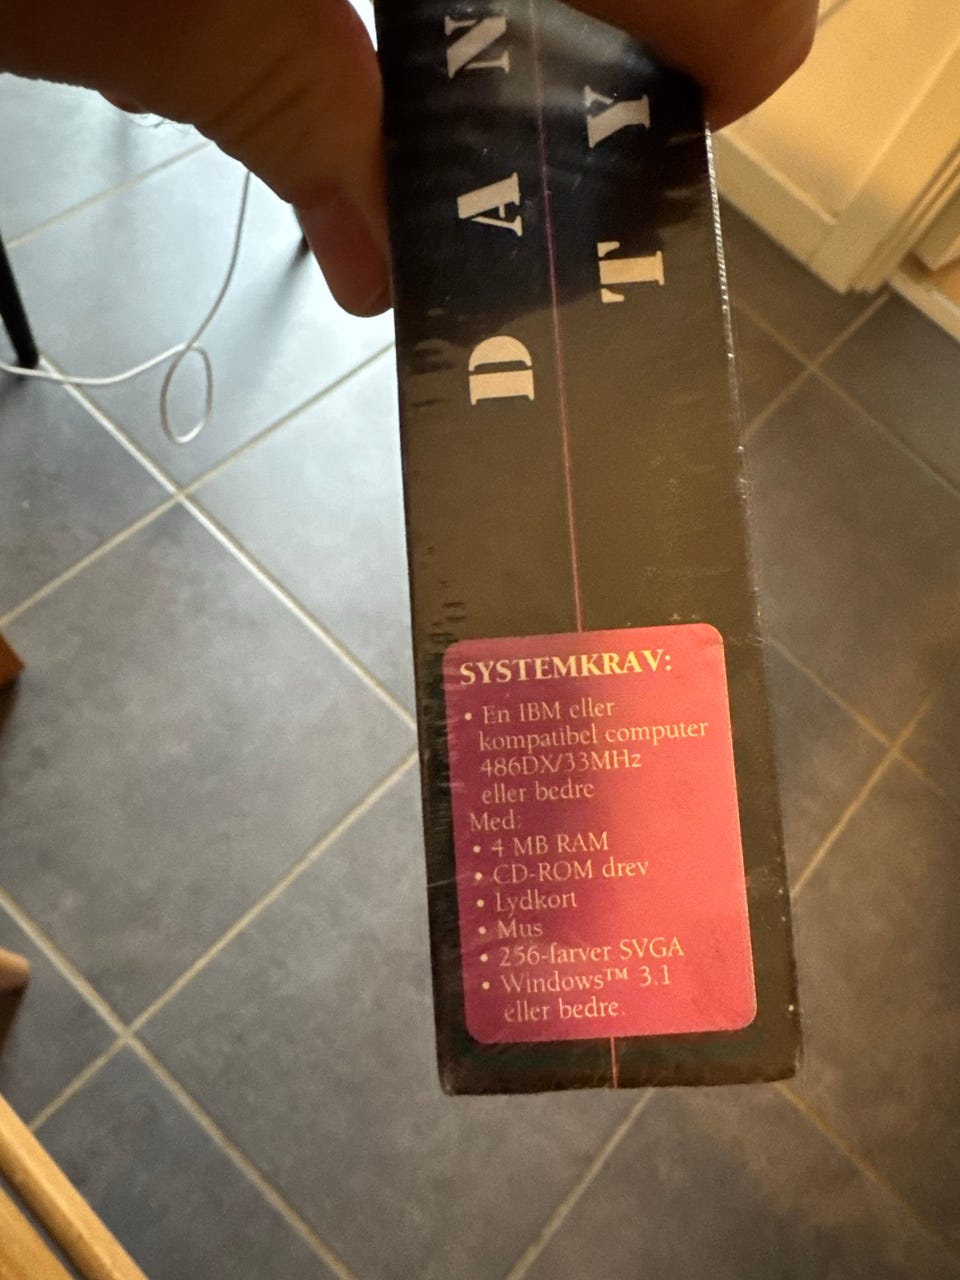 D A N
T Y
SYSTEMKRAV:
• En IBM eller
kompatibel computer
486DX/33MHz
eller bedre
Med:
• 4 MB RAM
• CD-ROM drev
• Lydkort
• Mus
• 256-farver SVGA
• Windows™ 3.1
eller bedre.